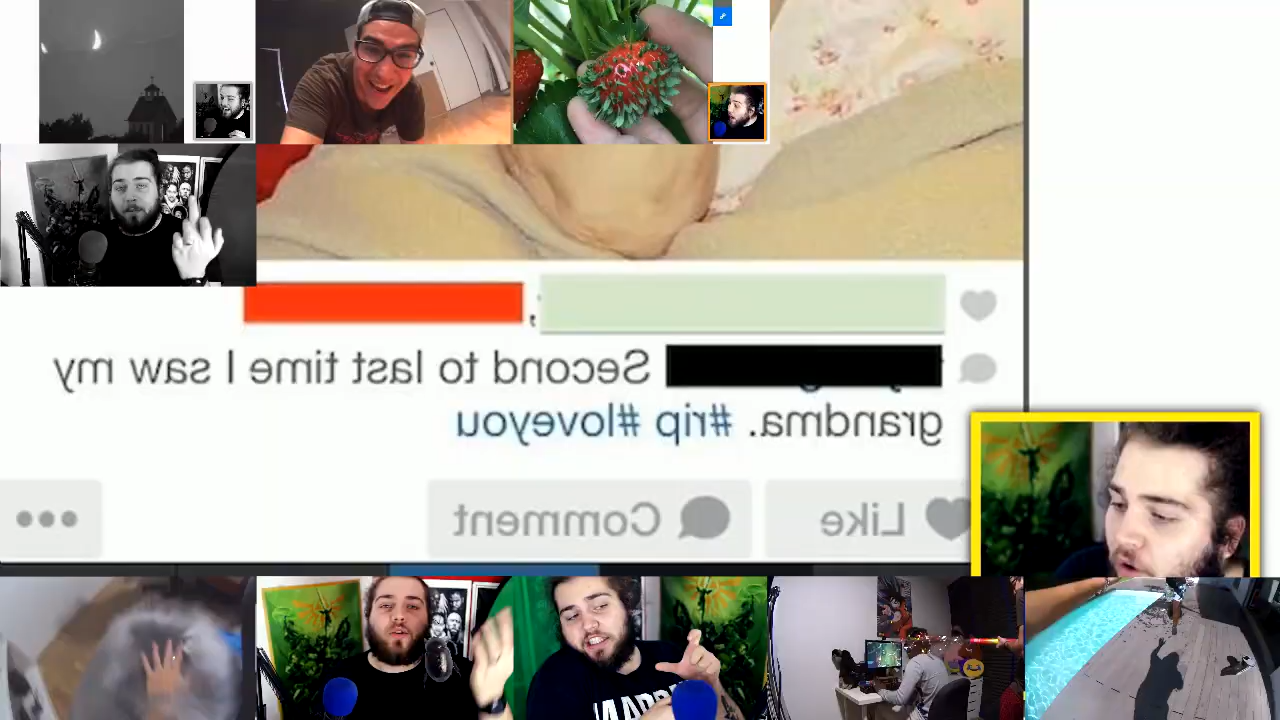 Second to last time I saw my
grandma. #rip #loveyou
Like Comment